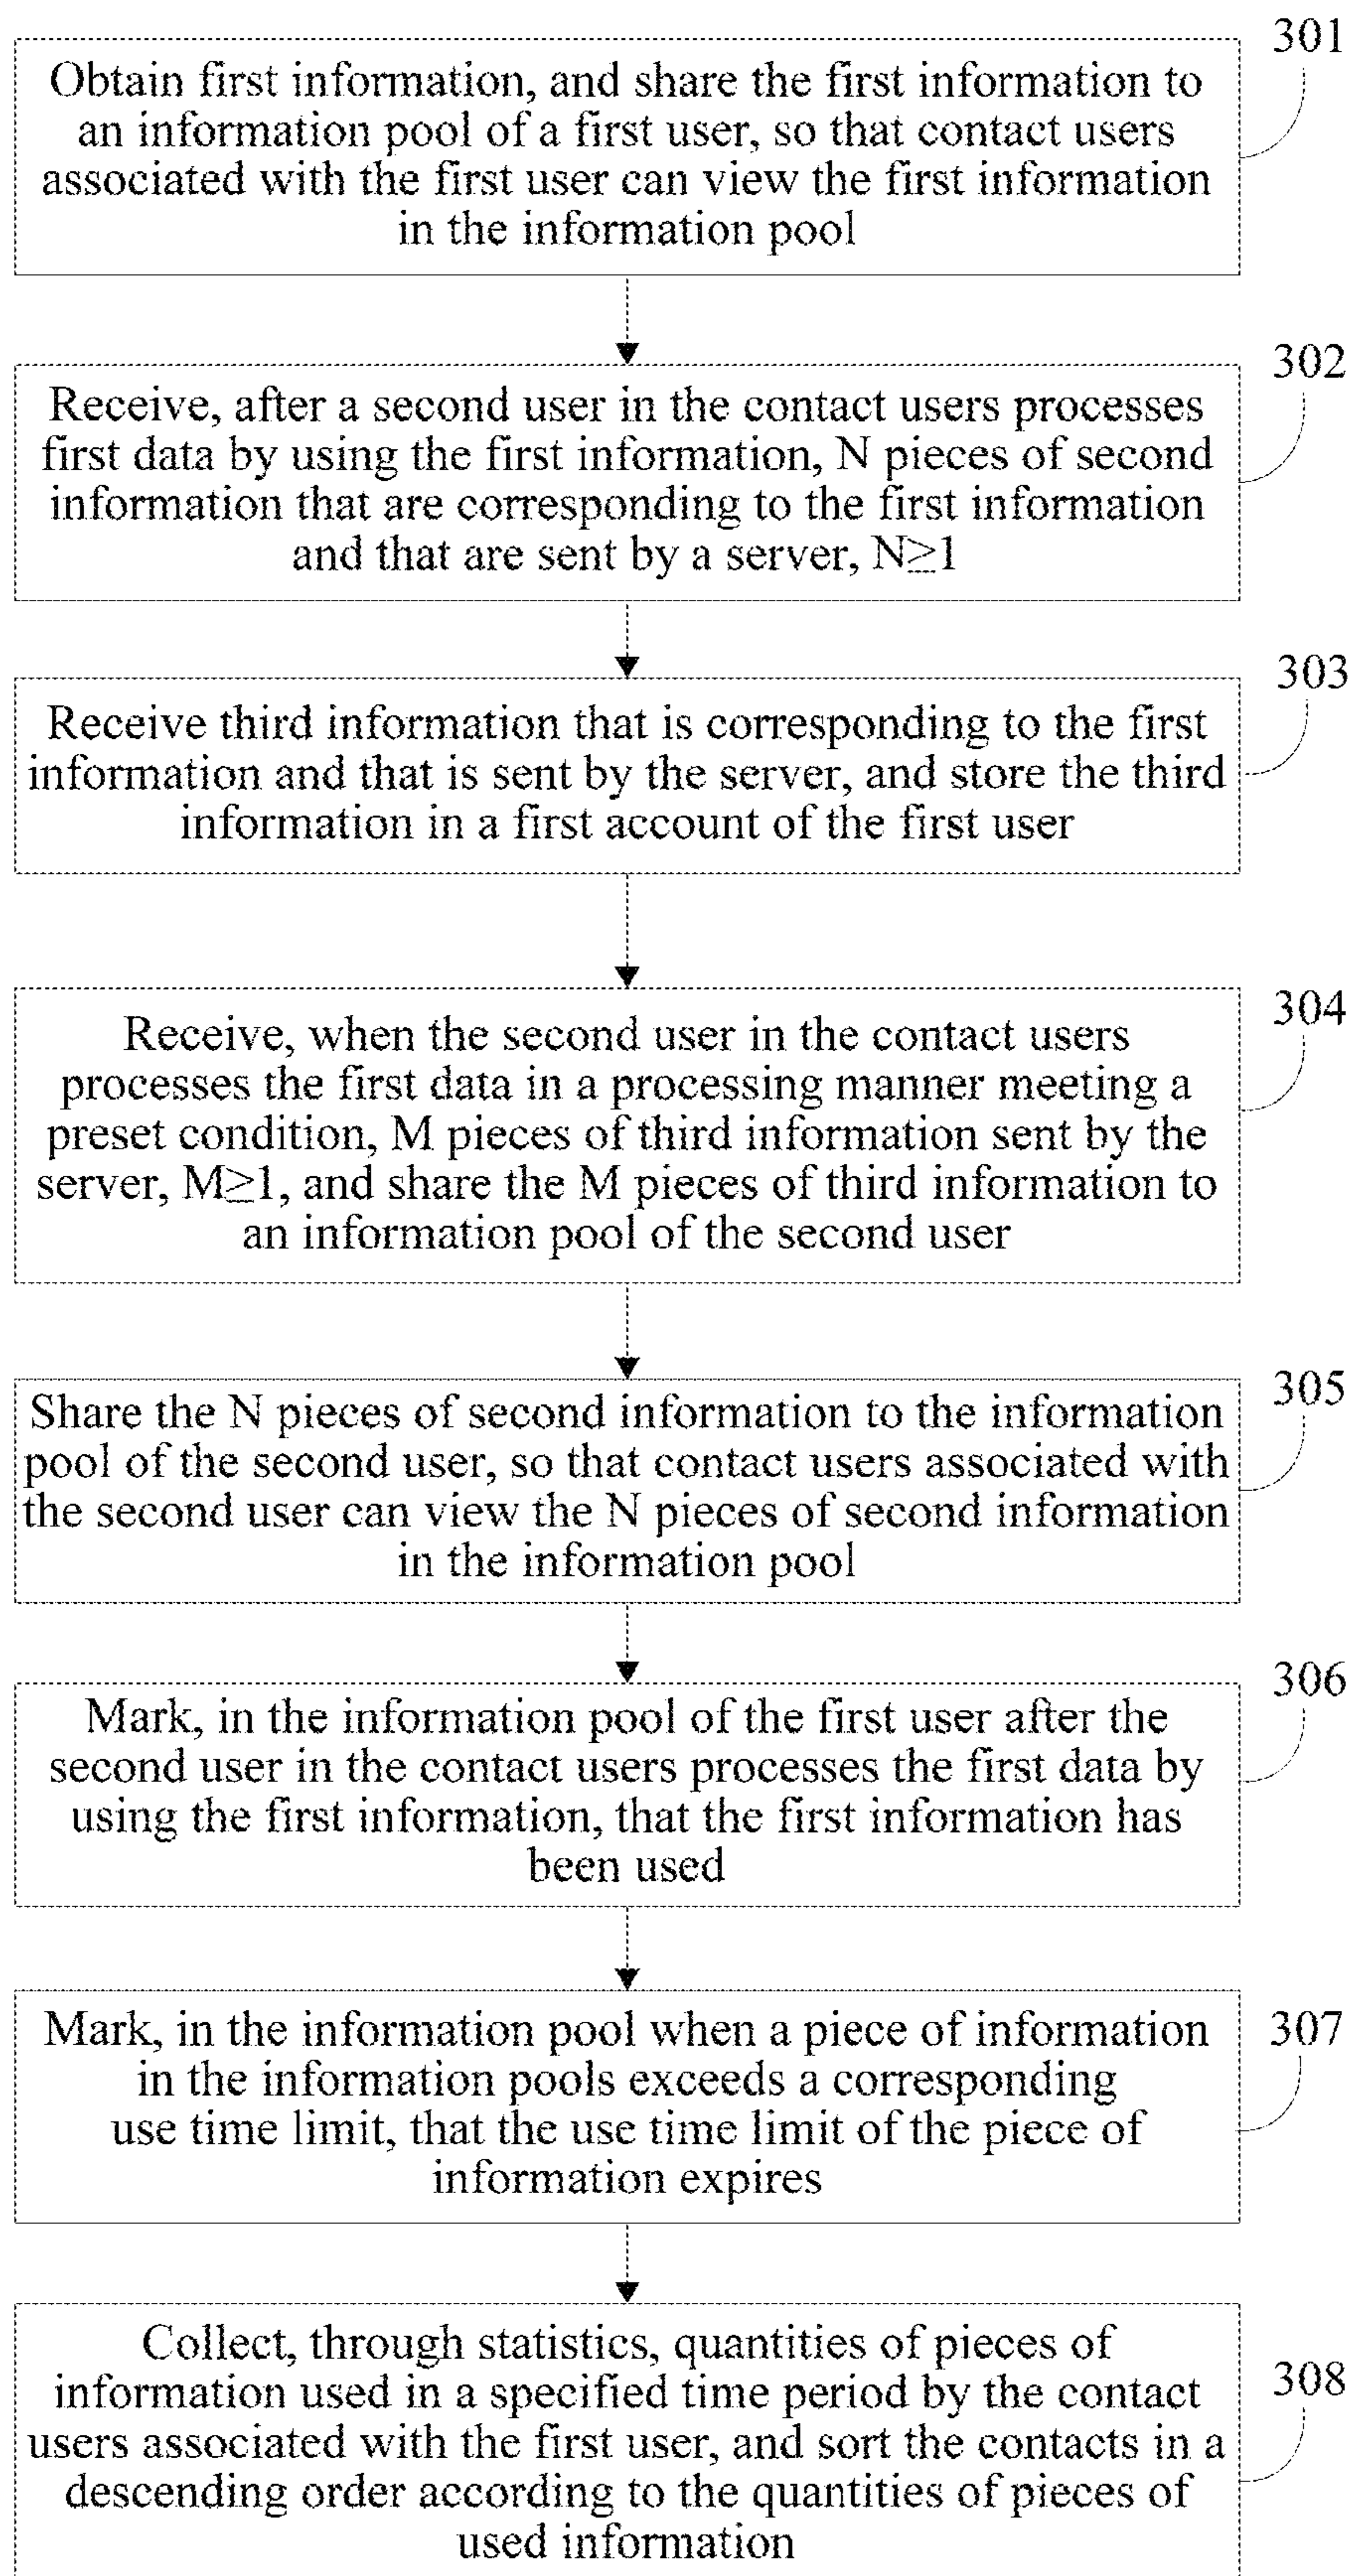 301
Obtain first information, and share the first information to
an information pool of a first user, so that contact users
associated with the first user can view the first information
in the information pool
302
Receive, after a second user in the contact users processes
first data by using the first information, N pieces of second
information that are corresponding to the first information
and that are sent by a server, N≥1
303
Receive third information that is corresponding to the first
information and that is sent by the server, and store the third
information in a first account of the first user
304
Receive, when the second user in the contact users
processes the first data in a processing manner meeting a
preset condition, M pieces of third information sent by the
server, M≥1, and share the M pieces of third information to
an information pool of the second user
305
Share the N pieces of second information to the information
pool of the second user, so that contact users associated with
the second user can view the N pieces of second information
in the information pool
306
Mark, in the information pool of the first user after the
second user in the contact users processes the first data by
using the first information, that the first information has
been used
307
Mark, in the information pool when a piece of information
in the information pools exceeds a corresponding
use time limit, that the use time limit of the piece of
information expires
308
Collect, through statistics, quantities of pieces of
information used in a specified time period by the contact
users associated with the first user, and sort the contacts in a
descending order according to the quantities of pieces of
used information